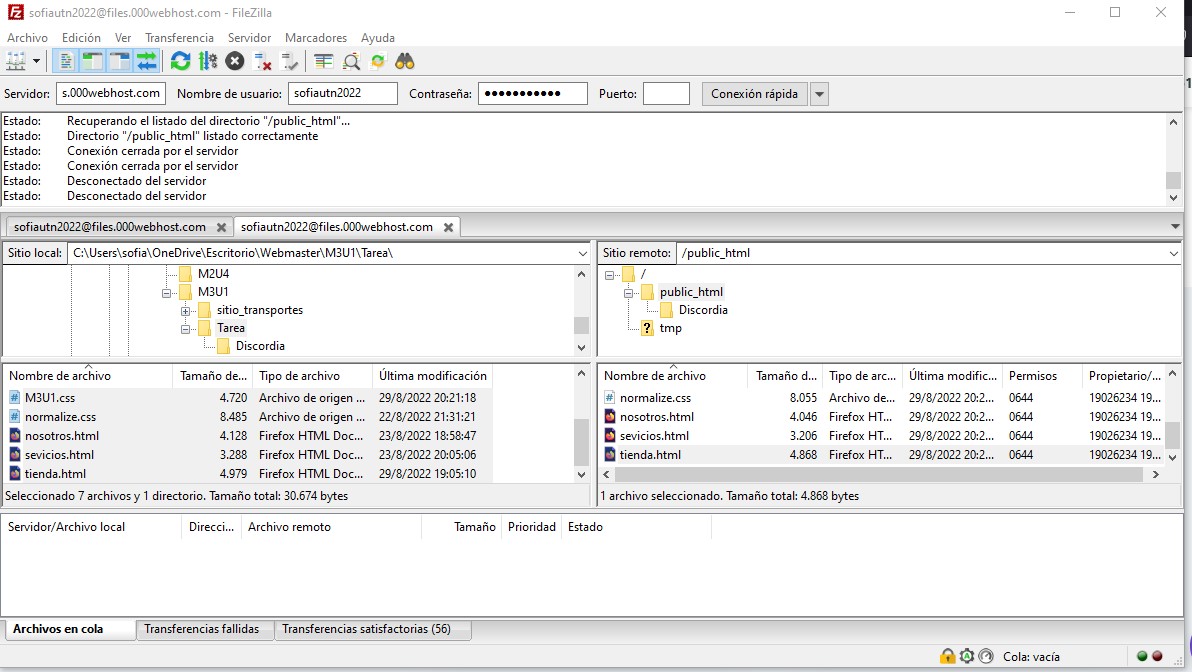 sofiautn2022@files.000webhost.com - FileZilla
Archivo Edición Ver Transferencia Servidor Marcadores Ayuda
Servidor: s.000webhost.com Nombre de usuario: sofiautn2022 Contraseña: ●●●●●●●●●●● Puerto: Conexión rápida
Estado: Recuperando el listado del directorio "/public_html"...
Estado: Directorio "/public_html" listado correctamente
Estado: Conexión cerrada por el servidor
Estado: Conexión cerrada por el servidor
Estado: Desconectado del servidor
Estado: Desconectado del servidor
sofiautn2022@files.000webhost.com sofiautn2022@files.000webhost.com
Sitio local: C:\Users\sofia\OneDrive\Escritorio\Webmaster\M3U1\Tarea\
M2U4
M3U1
sitio_transportes
Tarea
Discordia
Sitio remoto: /public_html
/
public_html
Discordia
? tmp
Nombre de archivo Tamaño de... Tipo de archivo Última modificación
M3U1.css 4.720 Archivo de origen ... 29/8/2022 20:21:18
normalize.css 8.485 Archivo de origen ... 22/8/2022 21:31:21
nosotros.html 4.128 Firefox HTML Doc... 23/8/2022 18:58:47
sevicios.html 3.288 Firefox HTML Doc... 23/8/2022 20:05:06
tienda.html 4.979 Firefox HTML Doc... 29/8/2022 19:05:10
Seleccionado 7 archivos y 1 directorio. Tamaño total: 30.674 bytes
Nombre de archivo Tamaño d... Tipo de arc... Última modific... Permisos Propietario/...
normalize.css 8.055 Archivo de... 29/8/2022 20:2... 0644 19026234 19...
nosotros.html 4.046 Firefox HT... 29/8/2022 20:2... 0644 19026234 19...
sevicios.html 3.206 Firefox HT... 29/8/2022 20:2... 0644 19026234 19...
tienda.html 4.868 Firefox HT... 29/8/2022 20:2... 0644 19026234 19...
1 archivo seleccionado. Tamaño total: 4.868 bytes
Servidor/Archivo local Direcci... Archivo remoto Tamaño Prioridad Estado
Archivos en cola Transferencias fallidas Transferencias satisfactorias (56)
Cola: vacía